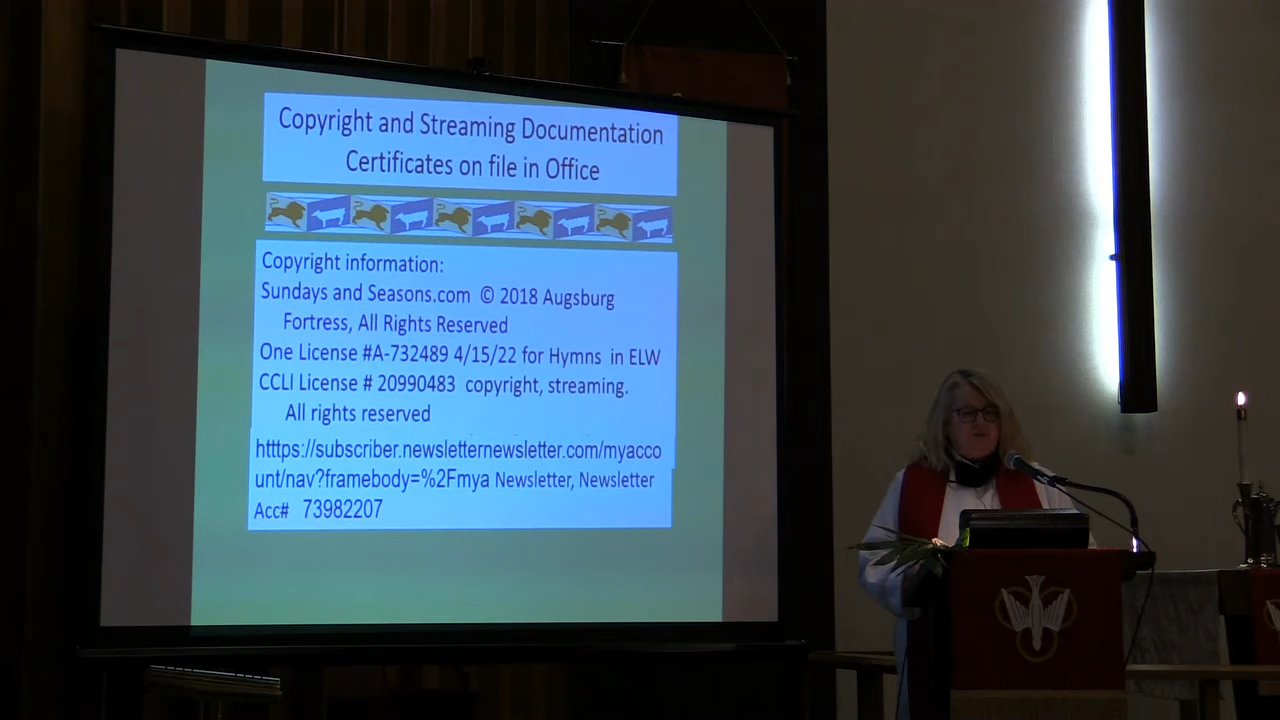 Copyright and Streaming Documentation
Certificates on file in Office
Copyright information:
Sundays and Seasons.com © 2018 Augsburg
Fortress, All Rights Reserved
One License #A-732489 4/15/22 for Hymns in ELW
CCLI License # 20990483 copyright, streaming.
All rights reserved
htttps://subscriber.newsletternewsletter.com/myacco
unt/nav?framebody=%2Fmya Newsletter, Newsletter
Acc# 73982207